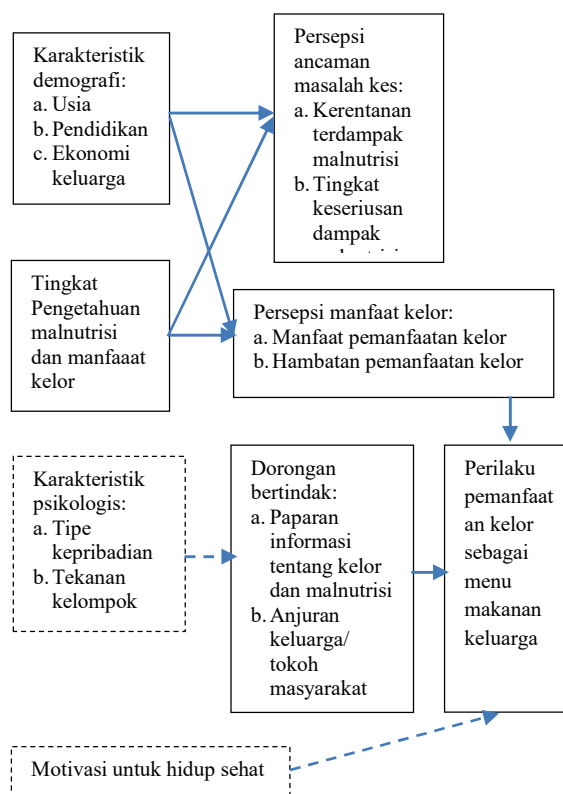 Karakteristik
demografi:
a. Usia
b. Pendidikan
c. Ekonomi
keluarga
Persepsi
ancaman
masalah kes:
a. Kerentanan
terdampak
malnutrisi
b. Tingkat
keseriusan
dampak
Tingkat
Pengetahuan
malnutrisi
dan manfaaat
kelor
Persepsi manfaat kelor:
a. Manfaat pemanfaatan kelor
b. Hambatan pemanfaatan kelor
Karakteristik
psikologis:
a. Tipe
kepribadian
b. Tekanan
kelompok
Dorongan
bertindak:
a. Paparan
informasi
tentang kelor
dan malnutrisi
b. Anjuran
keluarga/
tokoh
masyarakat
Perilaku
pemanfaat
an kelor
sebagai
menu
makanan
keluarga
Motivasi untuk hidup sehat